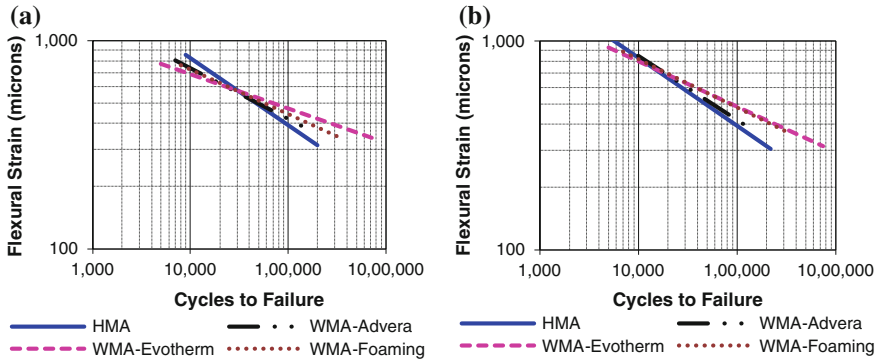 (a)
1,000
Flexural Strain (microns)
100
1,000 10,000 1,00,000 10,00,000
Cycles to Failure
HMA WMA-Advera
WMA-Evotherm WMA-Foaming
(b)
1,000
Flexural Strain (microns)
100
1,000 10,000 1,00,000 10,00,000
Cycles to Failure
HMA WMA-Advera
WMA-Evotherm WMA-Foaming